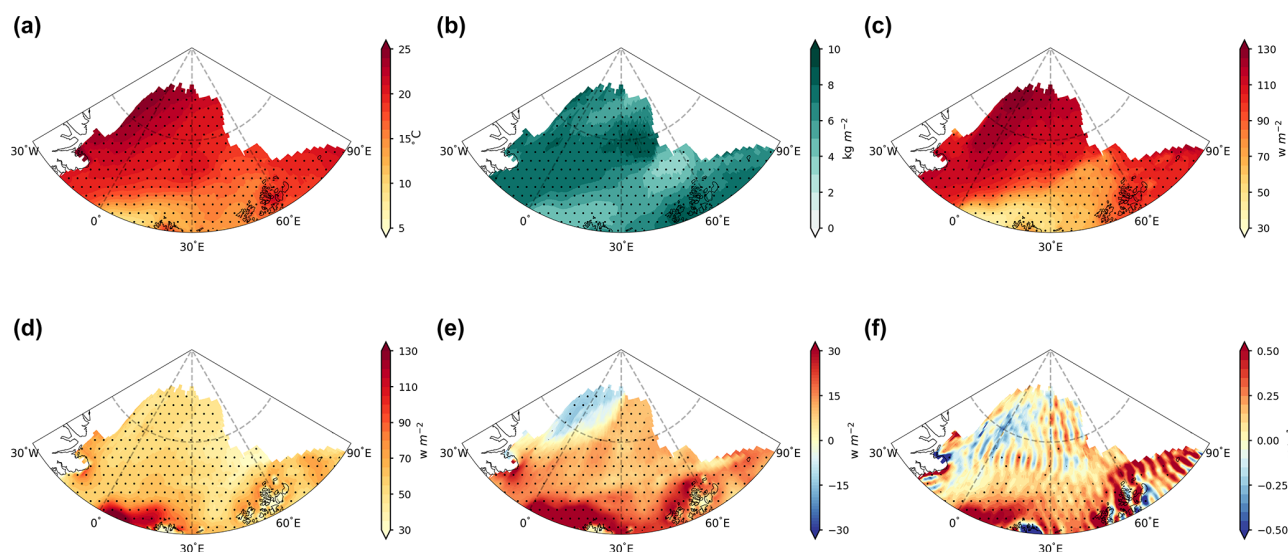 (a)
(b)
(c)
30°W
90°E
0°
60°E
30°E
25
20
15
10
5
°C
30°W
90°E
0°
60°E
30°E
10
8
6
4
2
0
kg m⁻²
30°W
90°E
0°
60°E
30°E
130
110
90
70
50
30
w m⁻²
(d)
(e)
(f)
30°W
90°E
0°
60°E
30°E
130
110
90
70
50
30
w m⁻²
30°W
90°E
0°
60°E
30°E
30
15
0
−15
−30
w m⁻²
30°W
90°E
0°
60°E
30°E
0.50
0.25
0.00
−0.25
−0.50